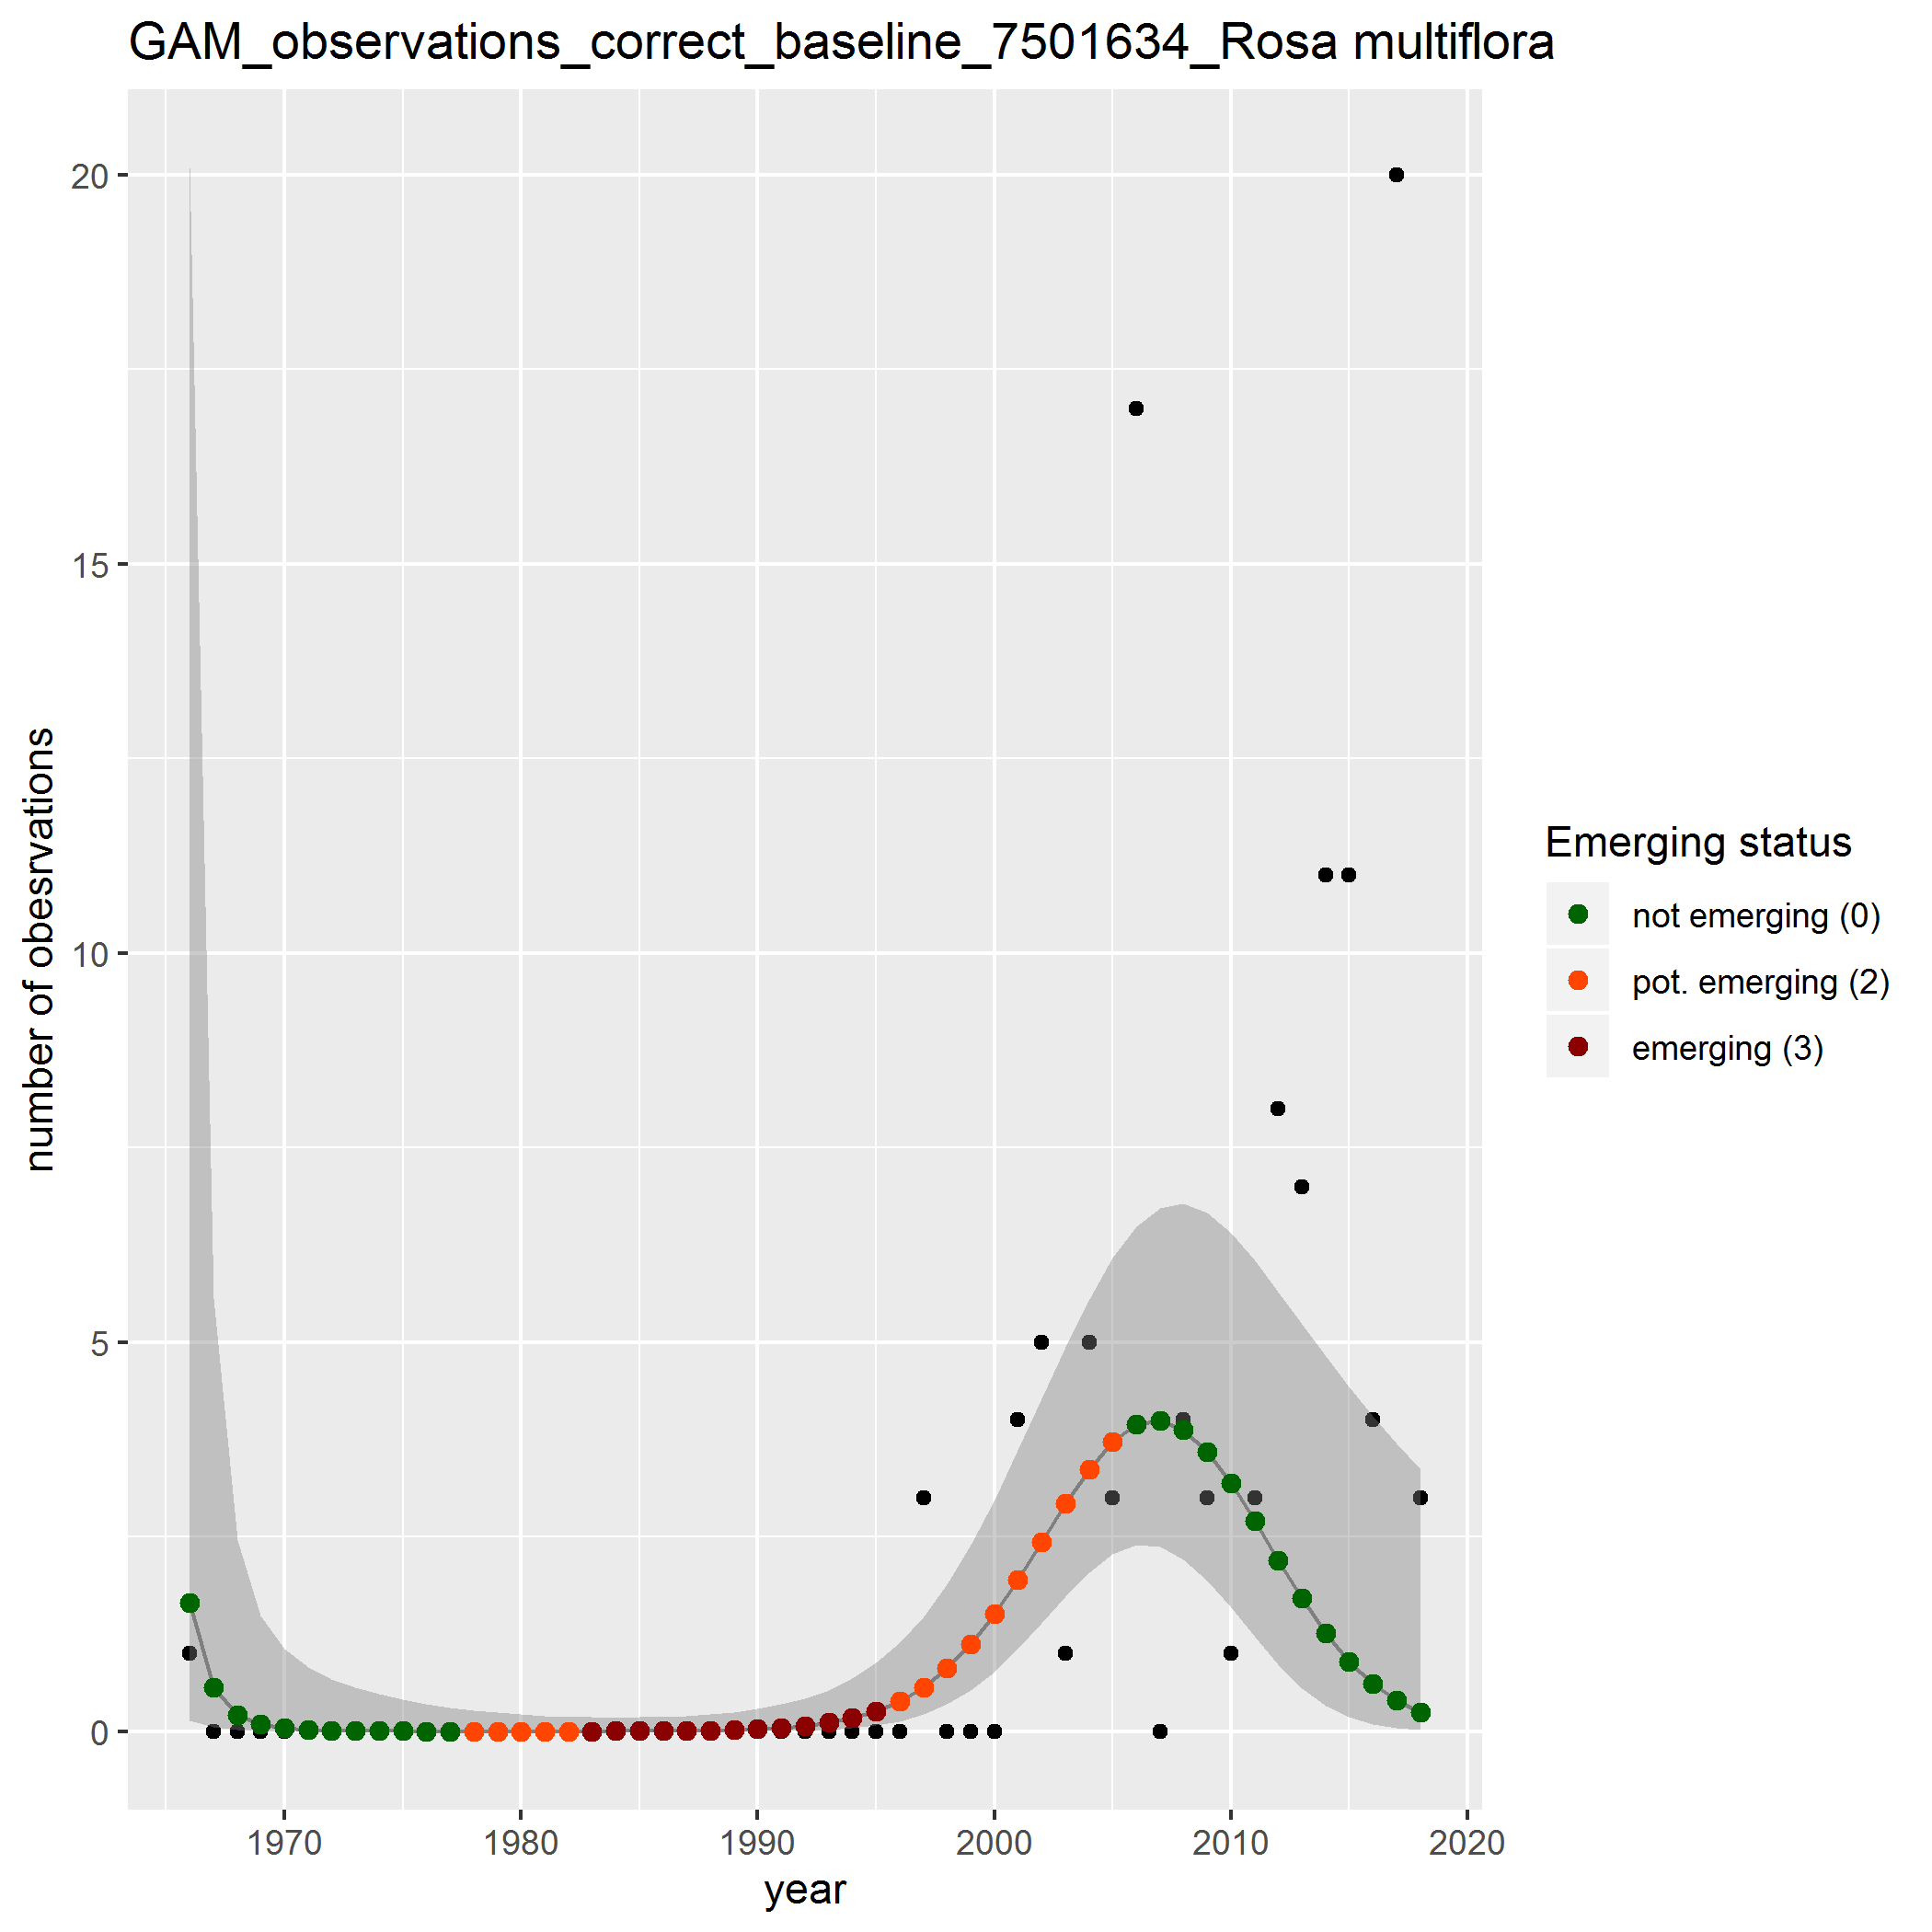 GAM_observations_correct_baseline_7501634_Rosa multiflora
number of obesrvations
20
15
10
5
0
1970 1980 1990 2000 2010 2020
year
Emerging status
not emerging (0)
pot. emerging (2)
emerging (3)